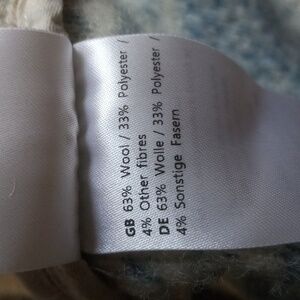 GB 63% Wool / 33% Polyester /
4% Other fibres
DE 63% Wolle / 33% Polyester /
4% Sonstige Fasern